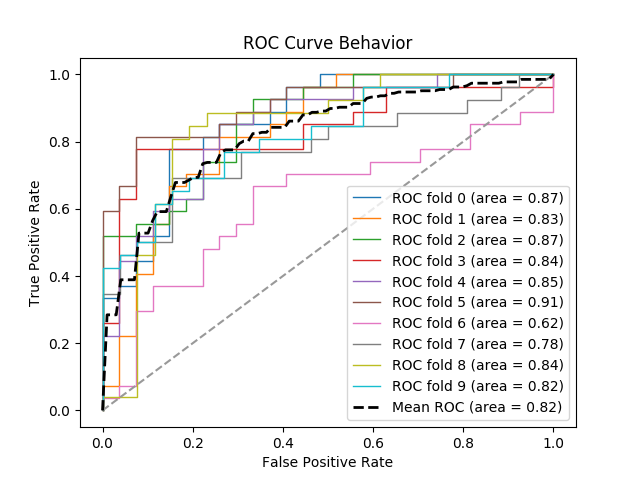 ROC Curve Behavior
True Positive Rate
1.0
0.8
0.6
0.4
0.2
0.0
ROC fold 0 (area = 0.87)
ROC fold 1 (area = 0.83)
ROC fold 2 (area = 0.87)
ROC fold 3 (area = 0.84)
ROC fold 4 (area = 0.85)
ROC fold 5 (area = 0.91)
ROC fold 6 (area = 0.62)
ROC fold 7 (area = 0.78)
ROC fold 8 (area = 0.84)
ROC fold 9 (area = 0.82)
Mean ROC (area = 0.82)
0.0 0.2 0.4 0.6 0.8 1.0
False Positive Rate